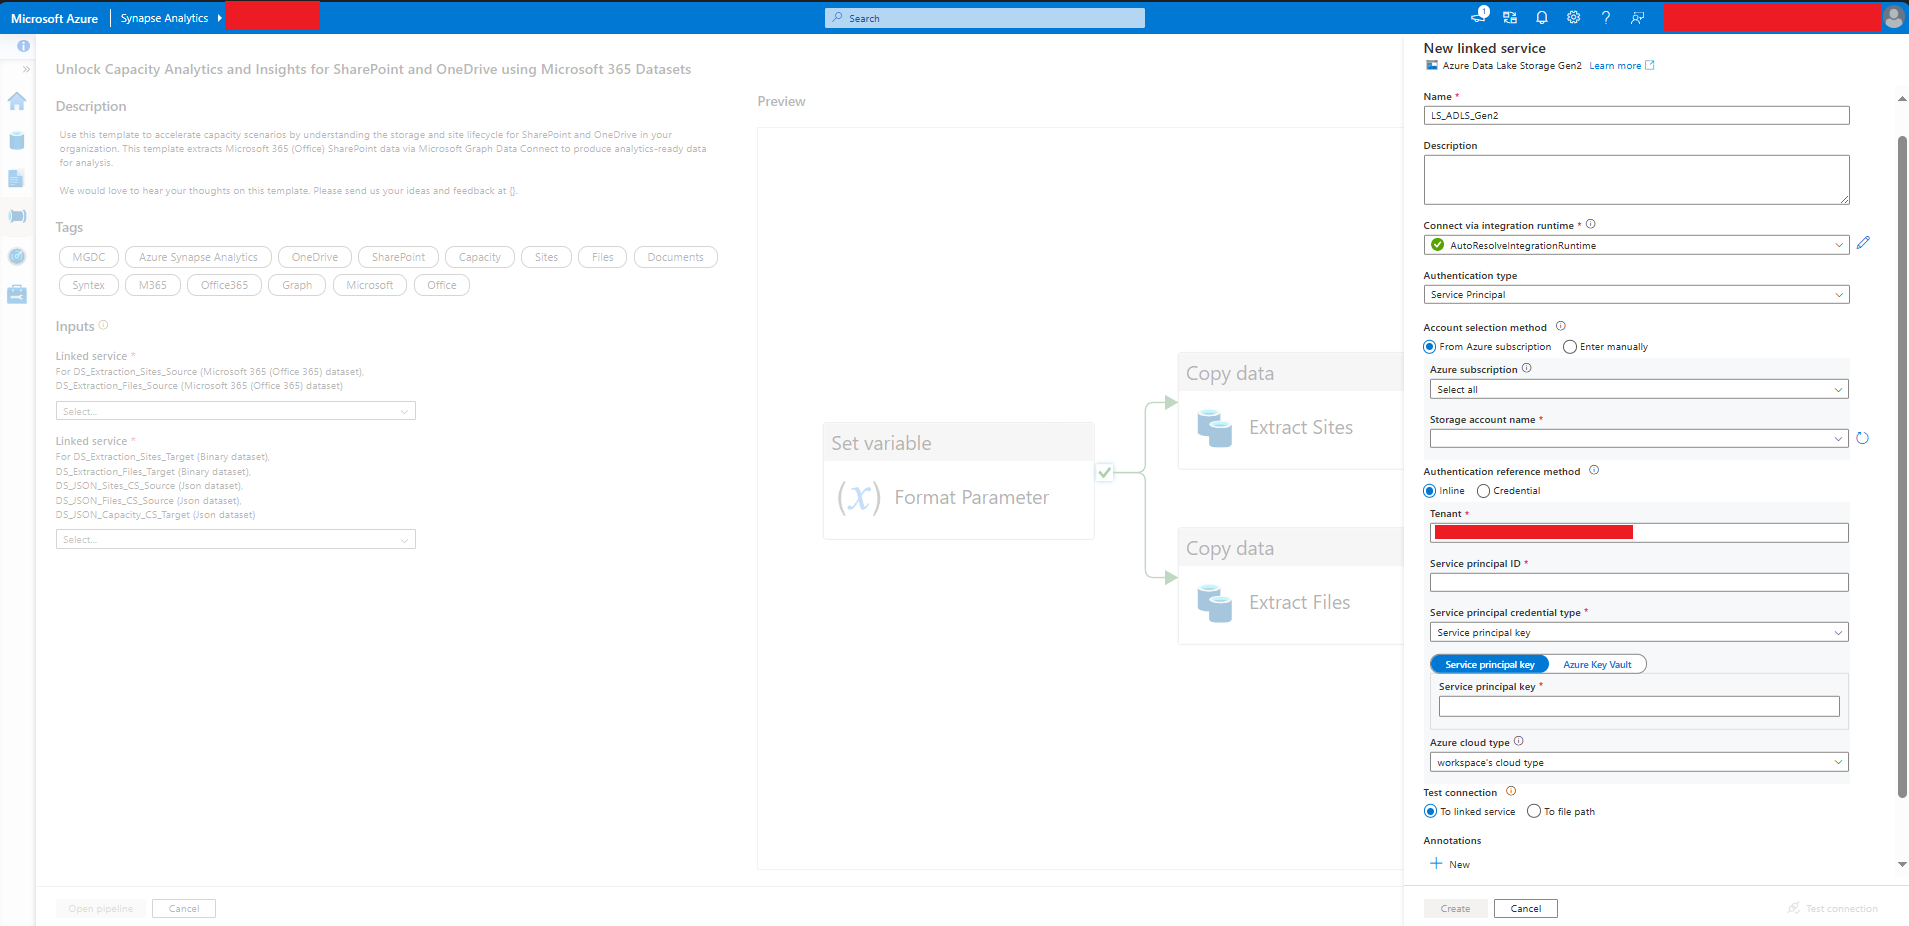 Microsoft Azure
Synapse Analytics
Search
1
Unlock Capacity Analytics and Insights for SharePoint and OneDrive using Microsoft 365 Datasets
Description
Use this template to accelerate capacity scenarios by understanding the storage and site lifecycle for SharePoint and OneDrive in your
organization. This template extracts Microsoft 365 (Office) SharePoint data via Microsoft Graph Data Connect to produce analytics-ready data
for analysis.
We would love to hear your thoughts on this template. Please send us your ideas and feedback at {}.
Tags
MGDC
Azure Synapse Analytics
OneDrive
SharePoint
Capacity
Sites
Files
Documents
Syntex
M365
Office365
Graph
Microsoft
Office
Inputs
Linked service *
For DS_Extraction_Sites_Source (Microsoft 365 (Office 365) dataset),
DS_Extraction_Files_Source (Microsoft 365 (Office 365) dataset)
Select...
Linked service *
For DS_Extraction_Sites_Target (Binary dataset),
DS_Extraction_Files_Target (Binary dataset),
DS_JSON_Sites_CS_Source (Json dataset),
DS_JSON_Files_CS_Source (Json dataset),
DS_JSON_Capacity_CS_Target (Json dataset)
Select...
Open pipeline
Cancel
Preview
Set variable
(x)
Format Parameter
Copy data
Extract Sites
Copy data
Extract Files
New linked service
Azure Data Lake Storage Gen2 Learn more
Name *
LS_ADLS_Gen2
Description
Connect via integration runtime *
AutoResolveIntegrationRuntime
Authentication type
Service Principal
Account selection method
From Azure subscription
Enter manually
Azure subscription
Select all
Storage account name *
Authentication reference method
Inline
Credential
Tenant *
Service principal ID *
Service principal credential type *
Service principal key
Service principal key
Azure Key Vault
Service principal key *
Azure cloud type
workspace's cloud type
Test connection
To linked service
To file path
Annotations
New
Create
Cancel
Test connection